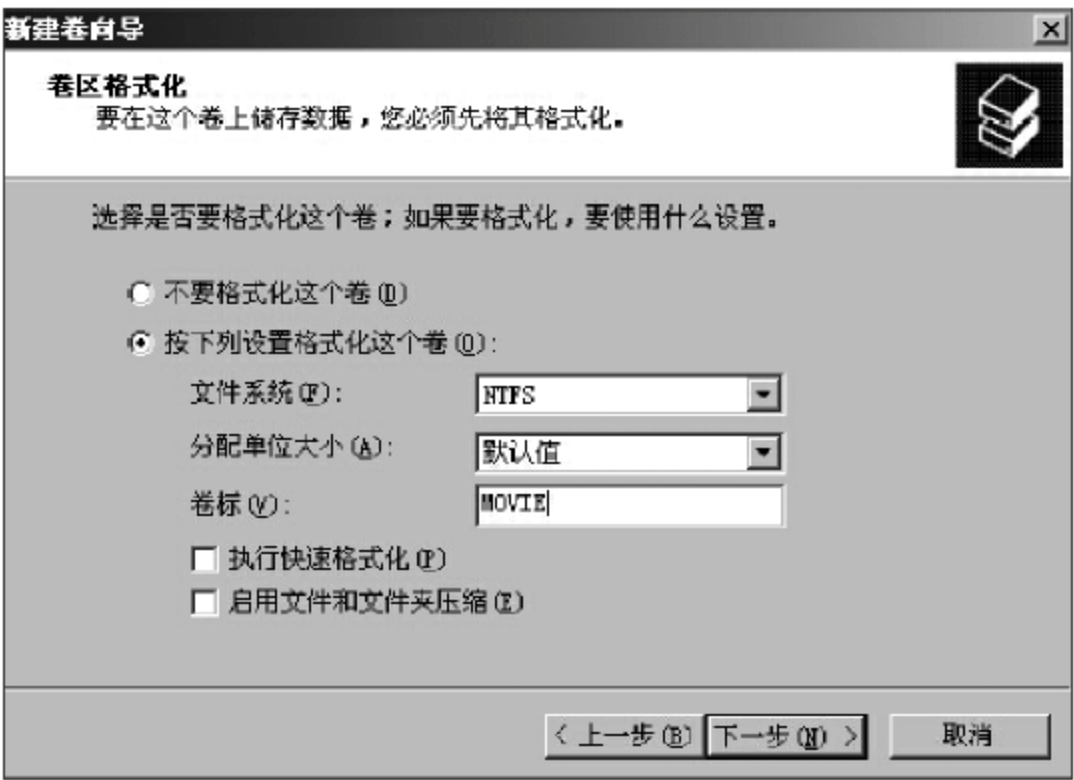 新建卷向导
卷区格式化
要在这个卷上储存数据，您必须先将其格式化。
选择是否要格式化这个卷；如果要格式化，要使用什么设置。
不要格式化这个卷(D)
按下列设置格式化这个卷(O):
文件系统(F): NTFS
分配单位大小(A): 默认值
卷标(V): MOVIE
执行快速格式化(P)
启用文件和文件夹压缩(E)
< 上一步(B) 下一步(N) > 取消